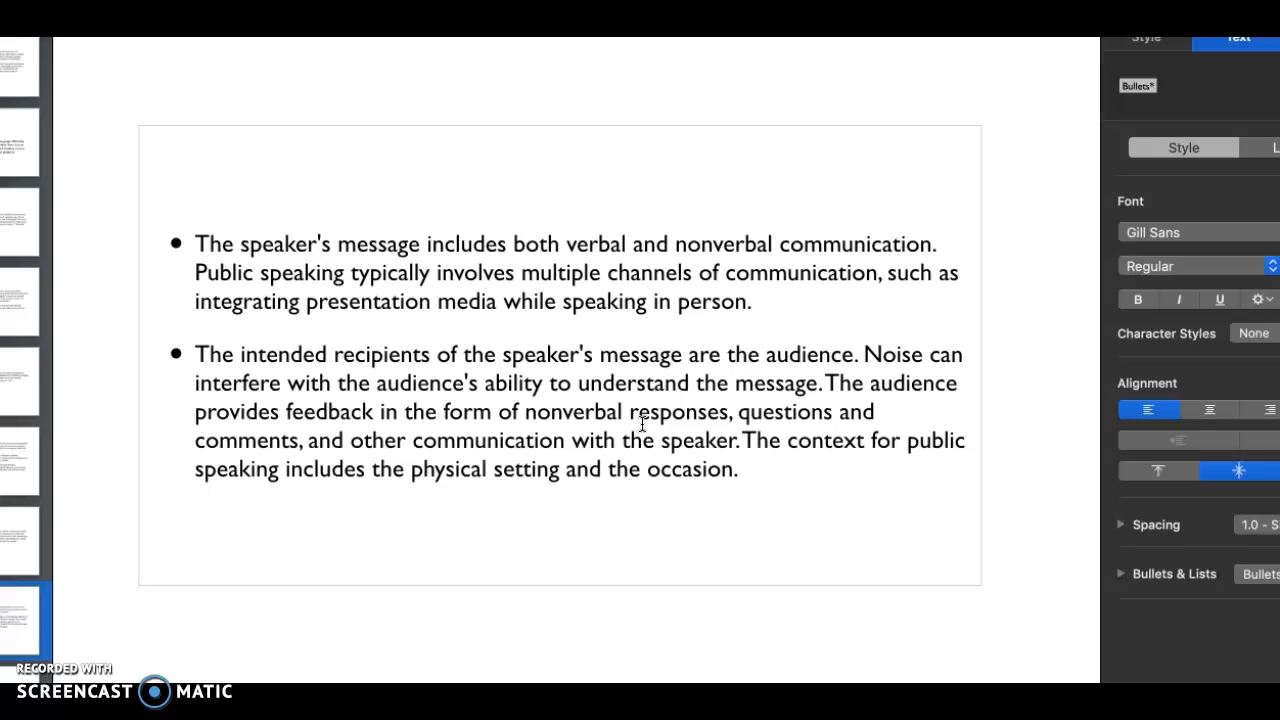 Style
Text
Bullets*
The speaker's message includes both verbal and nonverbal communication.
Public speaking typically involves multiple channels of communication, such as
integrating presentation media while speaking in person.
The intended recipients of the speaker's message are the audience. Noise can
interfere with the audience's ability to understand the message. The audience
provides feedback in the form of nonverbal responses, questions and
comments, and other communication with the speaker. The context for public
speaking includes the physical setting and the occasion.
Style
L
Font
Gill Sans
Regular
B I U
Character Styles None
Alignment
Spacing 1.0 - S
Bullets & Lists Bullets
RECORDED WITH
SCREENCAST MATIC